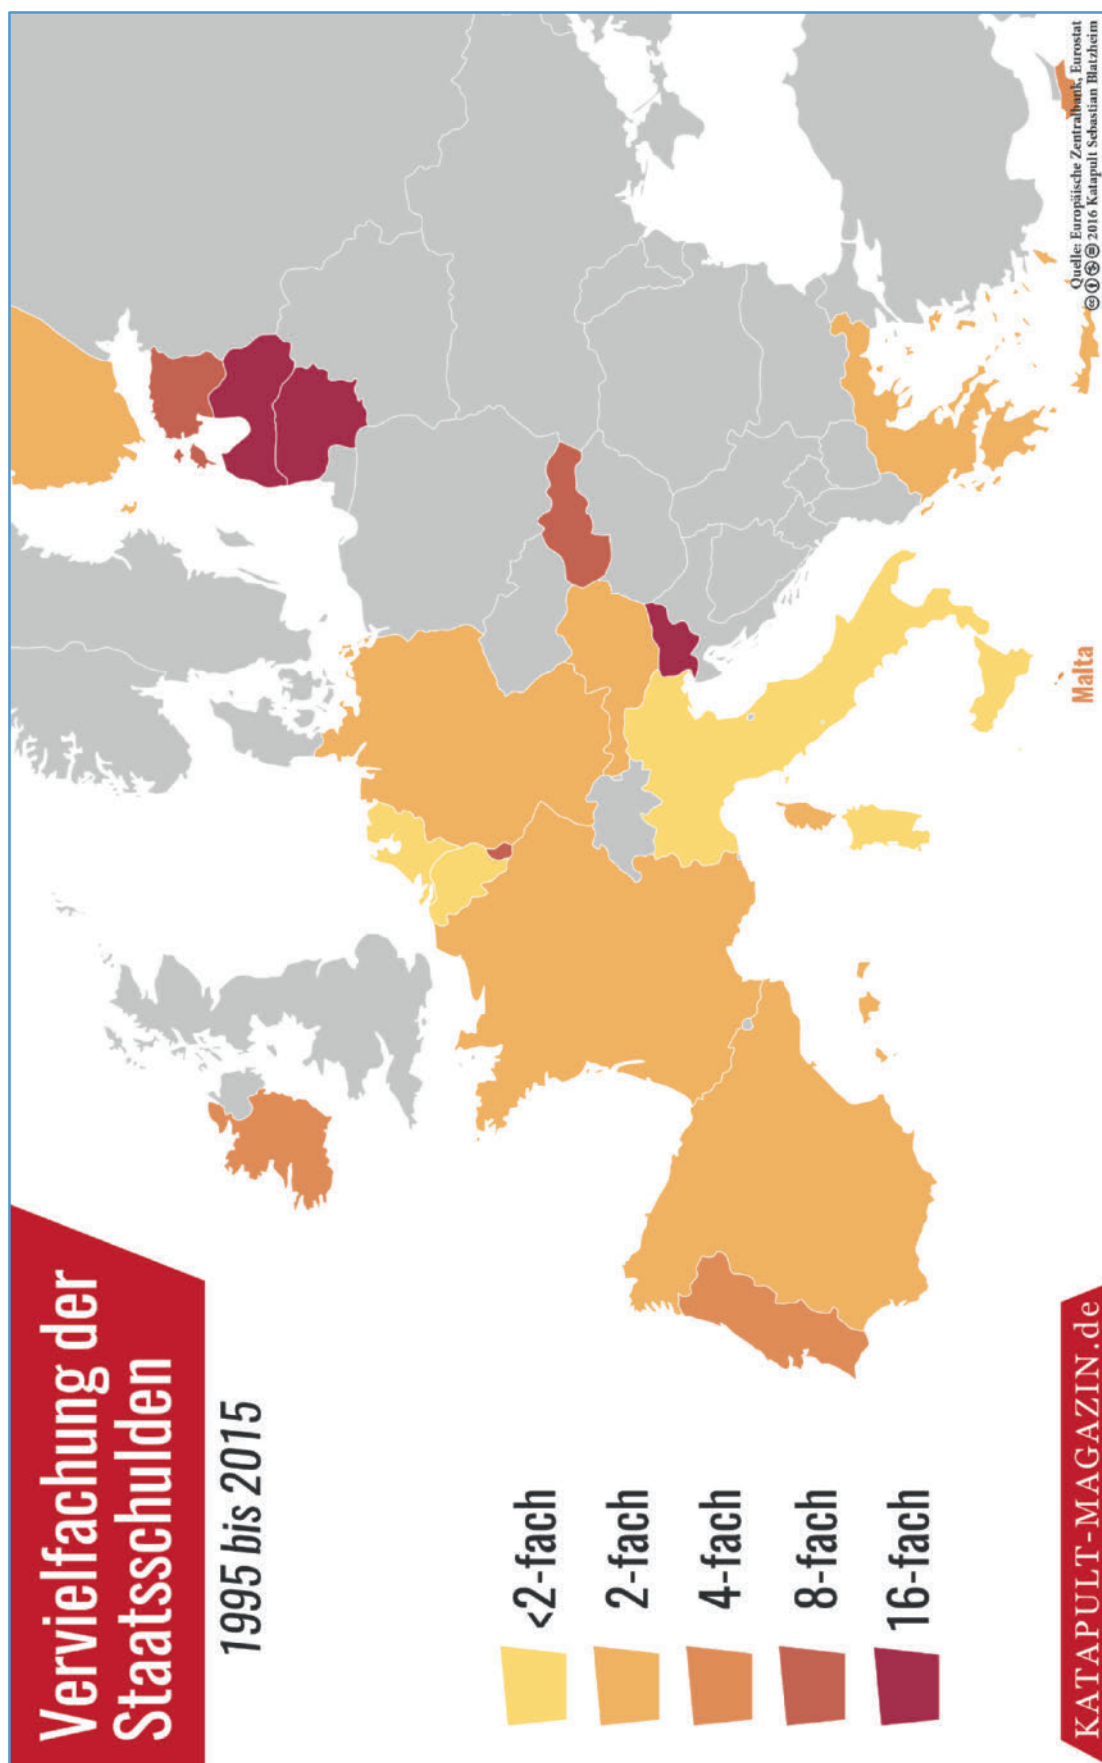 Vervielfachung der
Staatsschulden
1995 bis 2015
<2-fach
2-fach
4-fach
8-fach
16-fach
Malta
KATAPULT-MAGAZIN.de
Quelle: Europäische Zentralbank, Eurostat
2016 Katapult Sebastian Blatzheim